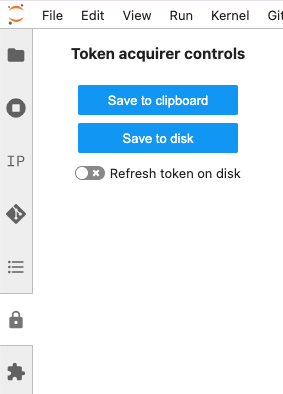 File Edit View Run Kernel Git
Token acquirer controls
Save to clipboard
Save to disk
Refresh token on disk
IP